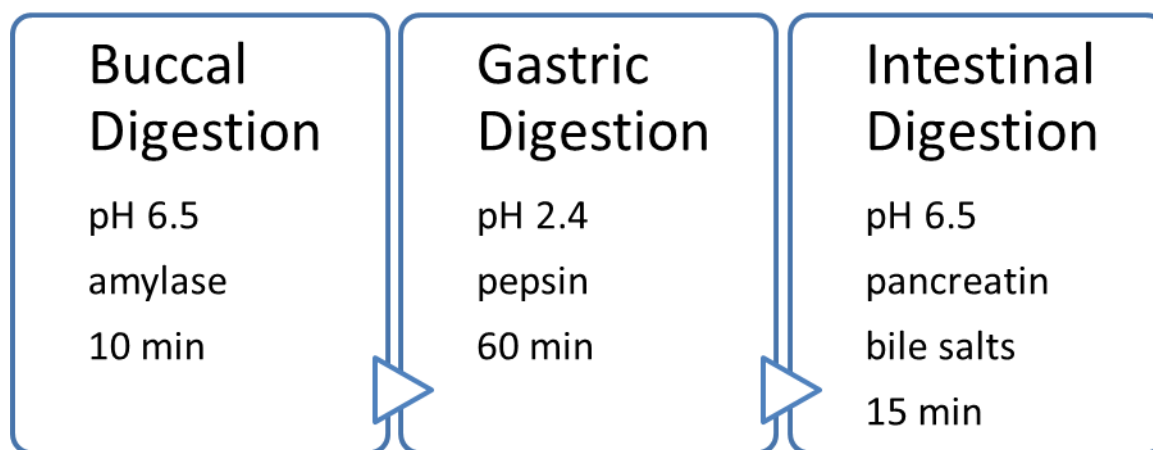 Buccal
Digestion
pH 6.5
amylase
10 min
Gastric
Digestion
pH 2.4
pepsin
60 min
Intestinal
Digestion
pH 6.5
pancreatin
bile salts
15 min